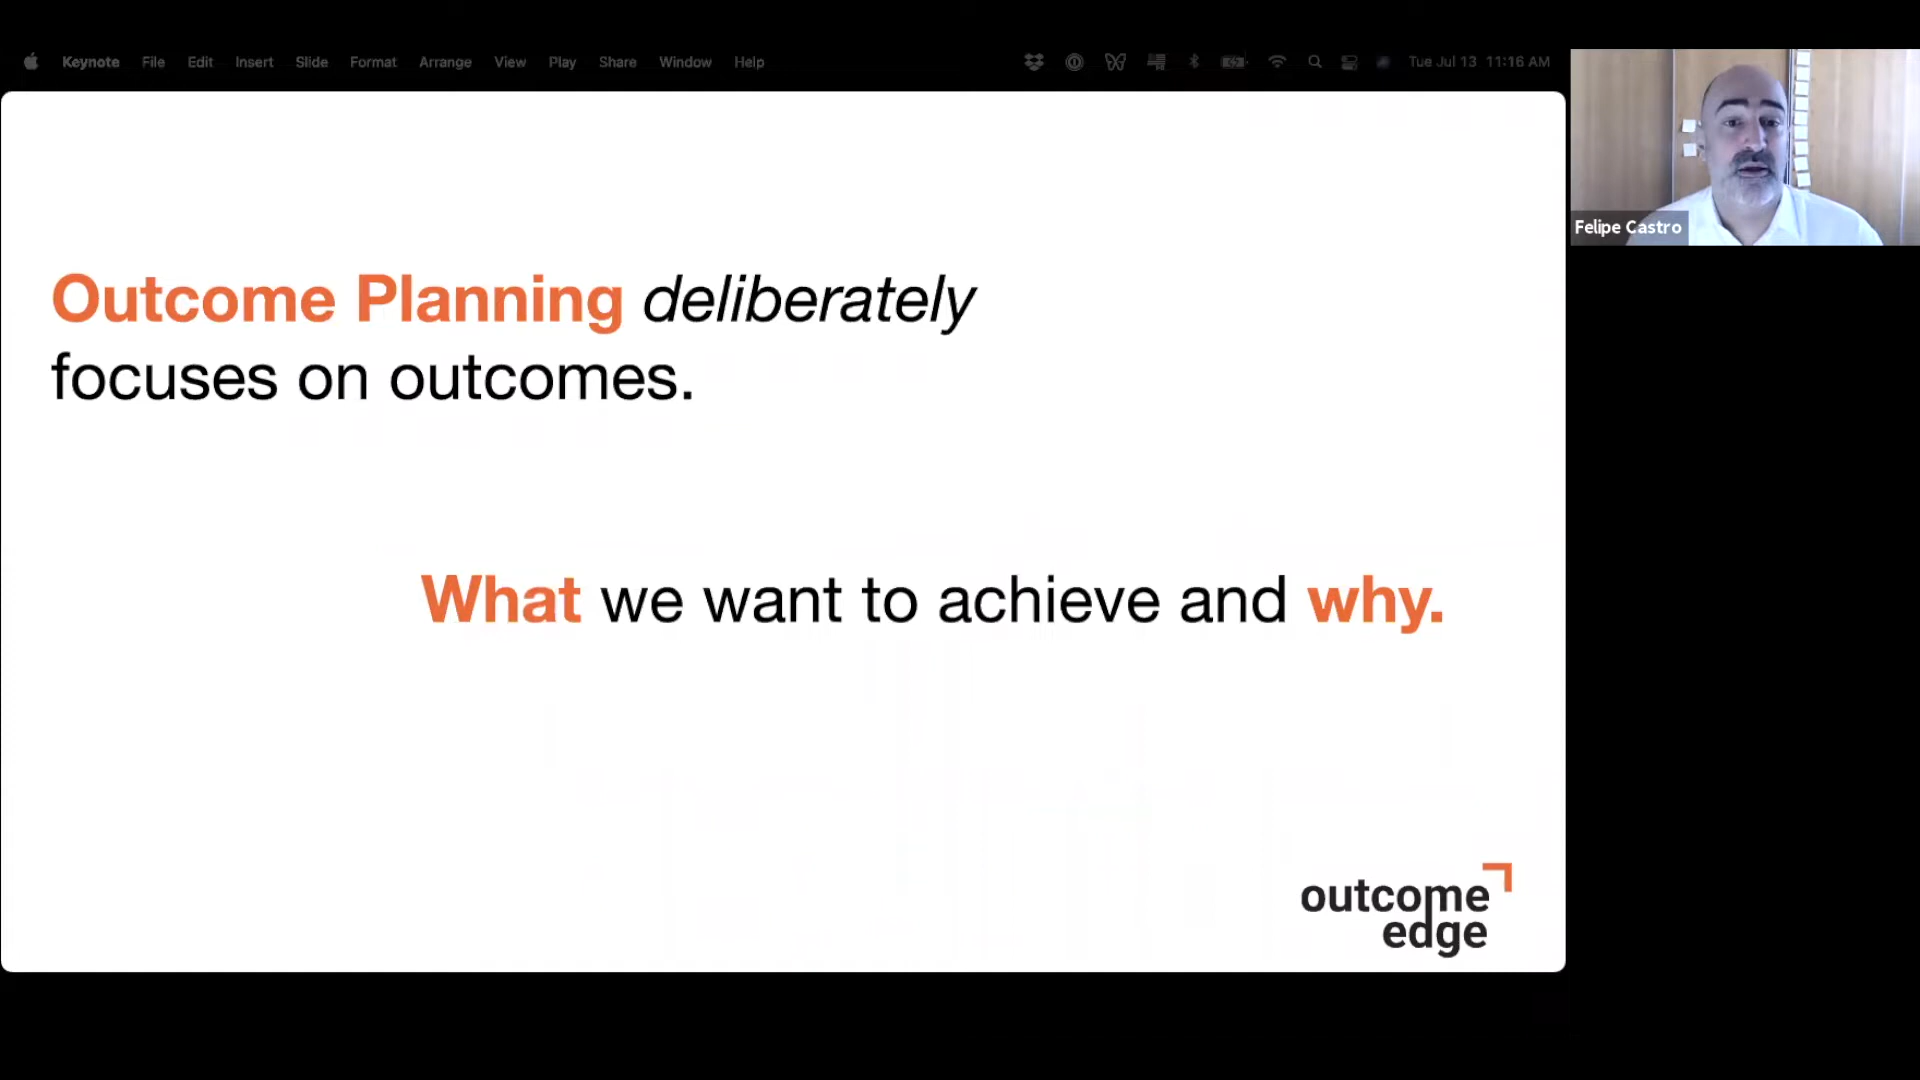 Keynote File Edit Insert Slide Format Arrange View Play Share Window Help
Tue Jul 13 11:16 AM
Felipe Castro
Outcome Planning deliberately
focuses on outcomes.
What we want to achieve and why.
outcome
edge